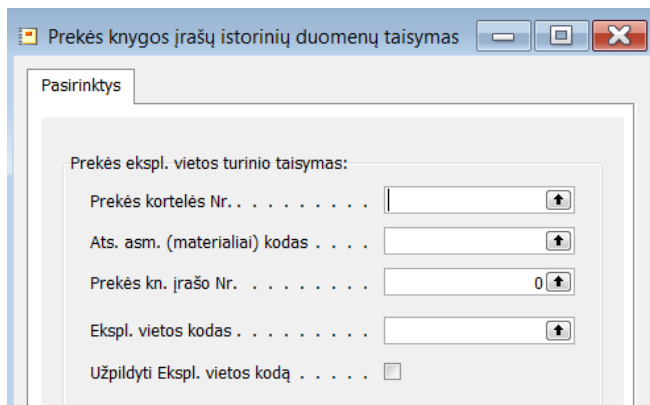 Prekės knygos įrašų istorinių duomenų taisymas
Pasirinktys
Prekės ekspl. vietos turinio taisymas:
Prekės kortelės Nr. . . . . . . . . . .
Ats. asm. (materialiai) kodas . . . .
Prekės kn. įrašo Nr. . . . . . . . . . 0
Ekspl. vietos kodas . . . . . . . . . .
Užpildyti Ekspl. vietos kodą . . . . .